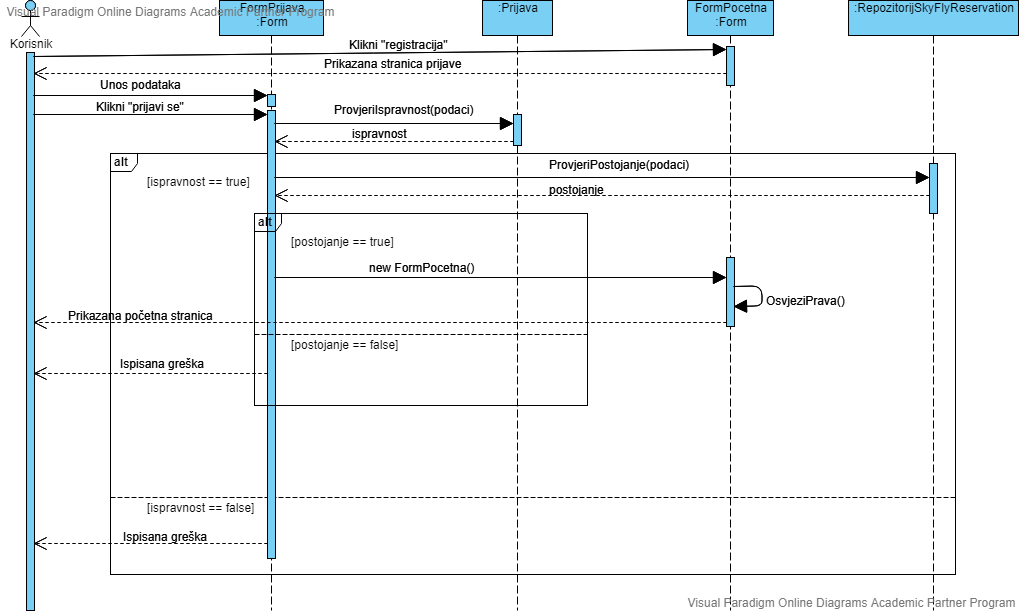 Visual Paradigm Online Diagrams Academic Partner Program
FormPrijava
:Form
:Prijava
FormPocetna
:Form
:RepozitorijSkyFlyReservation
Korisnik
Klikni "registracija"
Prikazana stranica prijave
Unos podataka
Klikni "prijavi se"
ProvjeriIspravnost(podaci)
ispravnost
alt
[ispravnost == true]
ProvjeriPostojanje(podaci)
postojanje
alt
[postojanje == true]
new FormPocetna()
OsvjeziPrava()
Prikazana početna stranica
[postojanje == false]
Ispisana greška
[ispravnost == false]
Ispisana greška
Visual Paradigm Online Diagrams Academic Partner Program